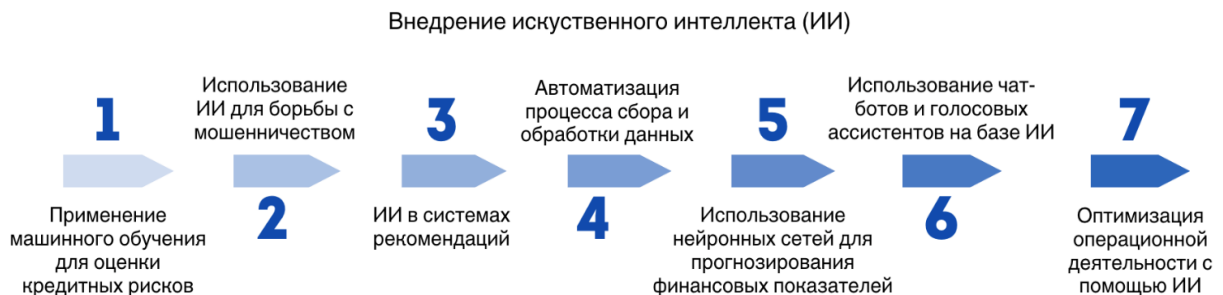 Внедрение искуственного интеллекта (ИИ)
1
Применение
машинного обучения
для оценки
кредитных рисков
Использование
ИИ для борьбы с
мошенничеством
2
3
ИИ в системах
рекомендаций
Автоматизация
процесса сбора и
обработки данных
4
5
Использование
нейронных сетей для
прогнозирования
финансовых показателей
Использование чат-
ботов и голосовых
ассистентов на базе ИИ
6
7
Оптимизация
операционной
деятельности с
помощью ИИ